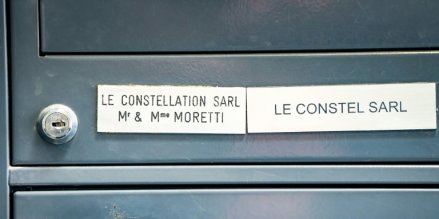 LE CONSTELLATION SARL
Mr & Mme MORETTI
LE CONSTEL SARL